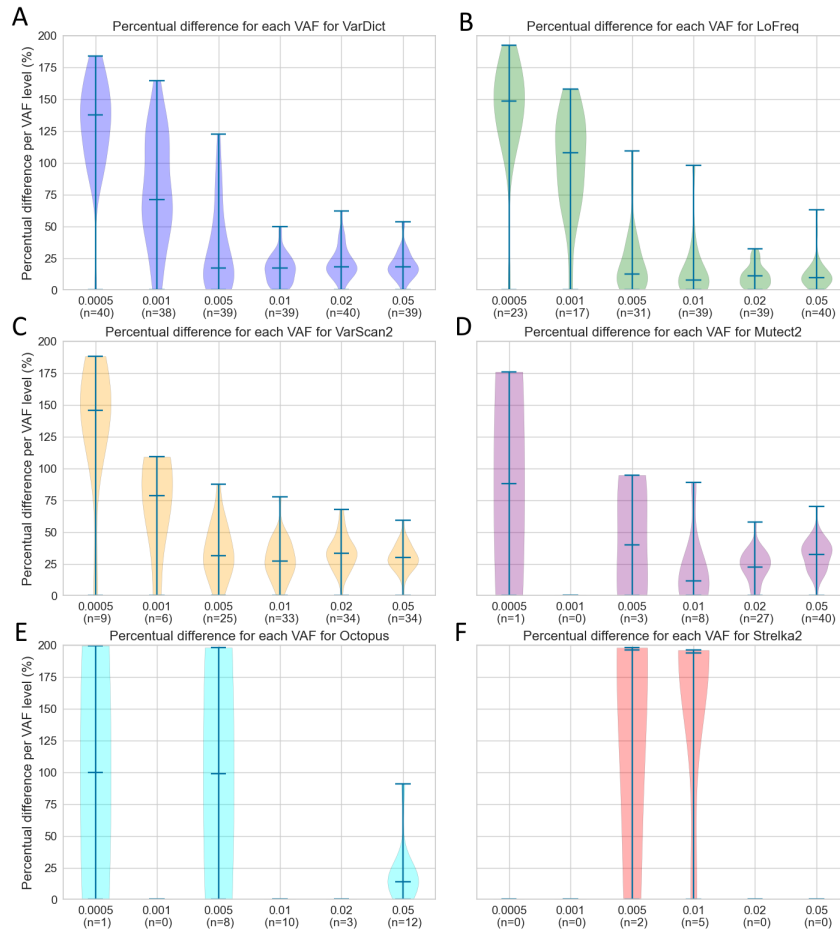 A
Percentual difference for each VAF for VarDict
Percentual difference per VAF level (%)
200
175
150
125
100
75
50
25
0
0.0005 0.001 0.005 0.01 0.02 0.05
(n=40) (n=38) (n=39) (n=39) (n=40) (n=39)
B
Percentual difference for each VAF for LoFreq
0.0005 0.001 0.005 0.01 0.02 0.05
(n=23) (n=17) (n=31) (n=39) (n=39) (n=40)
C
Percentual difference for each VAF for VarScan2
Percentual difference per VAF level (%)
200
175
150
125
100
75
50
25
0
0.0005 0.001 0.005 0.01 0.02 0.05
(n=9) (n=6) (n=25) (n=33) (n=34) (n=34)
D
Percentual difference for each VAF for Mutect2
0.0005 0.001 0.005 0.01 0.02 0.05
(n=1) (n=0) (n=3) (n=8) (n=27) (n=40)
E
Percentual difference for each VAF for Octopus
Percentual difference per VAF level (%)
200
175
150
125
100
75
50
25
0
0.0005 0.001 0.005 0.01 0.02 0.05
(n=1) (n=0) (n=8) (n=10) (n=3) (n=12)
F
Percentual difference for each VAF for Strelka2
0.0005 0.001 0.005 0.01 0.02 0.05
(n=0) (n=0) (n=2) (n=5) (n=0) (n=0)